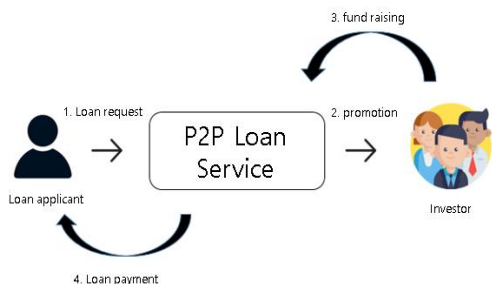 3. fund raising
1. Loan request
2. promotion
P2P Loan
Service
Loan applicant
Investor
4. Loan payment